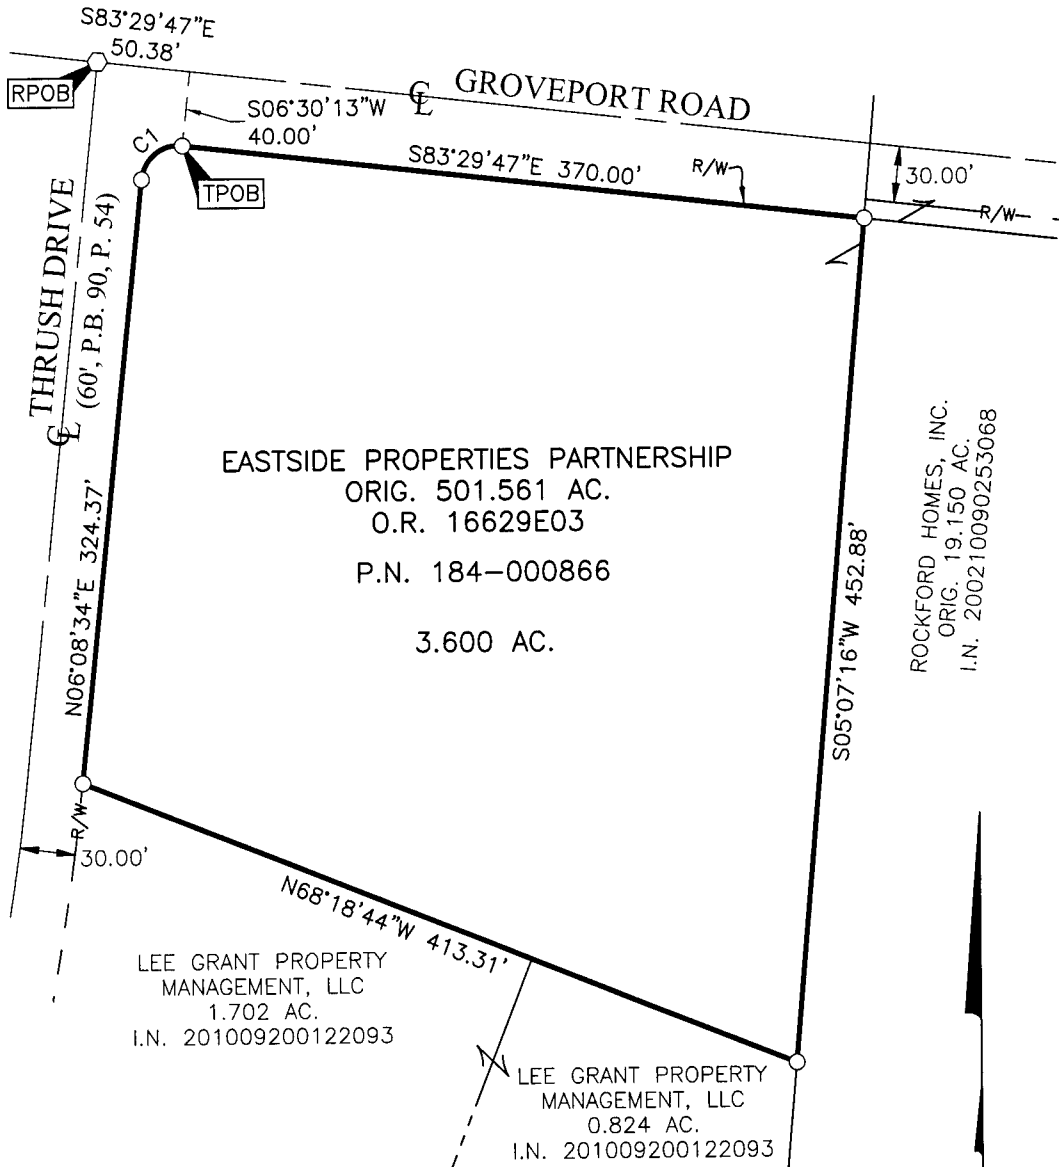 S83°29'47"E
50.38'
RPOB
S06°30'13"W
40.00'
℄ GROVEPORT ROAD
C1
TPOB
S83°29'47"E 370.00'
R/W
30.00'
R/W
THRUSH DRIVE
(60', P.B. 90, P. 54)
℄
EASTSIDE PROPERTIES PARTNERSHIP
ORIG. 501.561 AC.
O.R. 16629E03
P.N. 184-000866
3.600 AC.
ROCKFORD HOMES, INC.
ORIG. 19.150 AC.
I.N. 200210090253068
N06°08'34"E 324.37'
S05°07'16"W 452.88'
R/W
30.00'
N68°18'44"W 413.31'
LEE GRANT PROPERTY
MANAGEMENT, LLC
1.702 AC.
I.N. 201009200122093
LEE GRANT PROPERTY
MANAGEMENT, LLC
0.824 AC.
I.N. 201009200122093